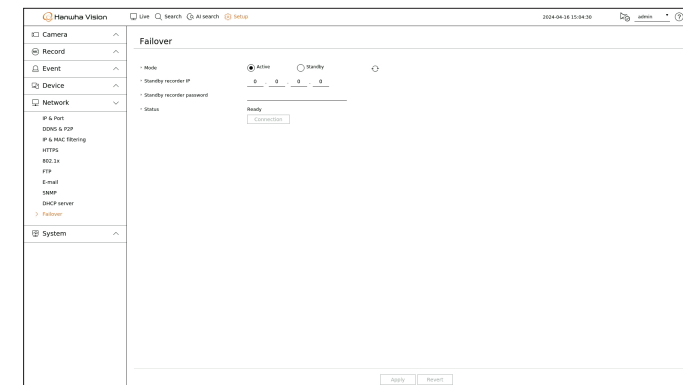 Hanwha Vision
Live Search AI search Setup
2024-04-16 15:04:30 admin ?
Camera
Record
Event
Device
Network
IP & Port
DDNS & P2P
IP & MAC filtering
HTTPS
802.1x
FTP
E-mail
SNMP
DHCP server
> Failover
System
Failover
Mode Active Standby
Standby recorder IP 0 . 0 . 0 . 0
Standby recorder password
Status Ready
Connection
Apply Revert